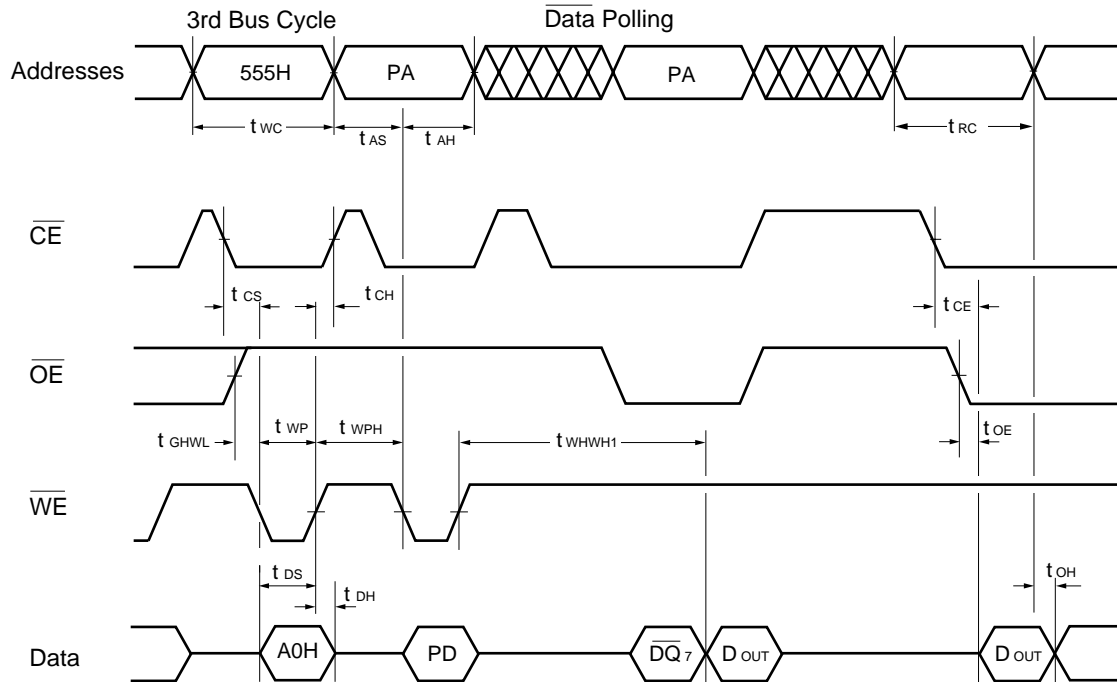 3rd Bus Cycle
Data Polling
Addresses
555H
PA
PA
t WC
t AS
t AH
t RC
CE
t CS
t CH
t CE
OE
t GHWL
t WP
t WPH
t WHWH1
t OE
WE
t DS
t DH
t OH
Data
A0H
PD
DQ 7
D OUT
D OUT